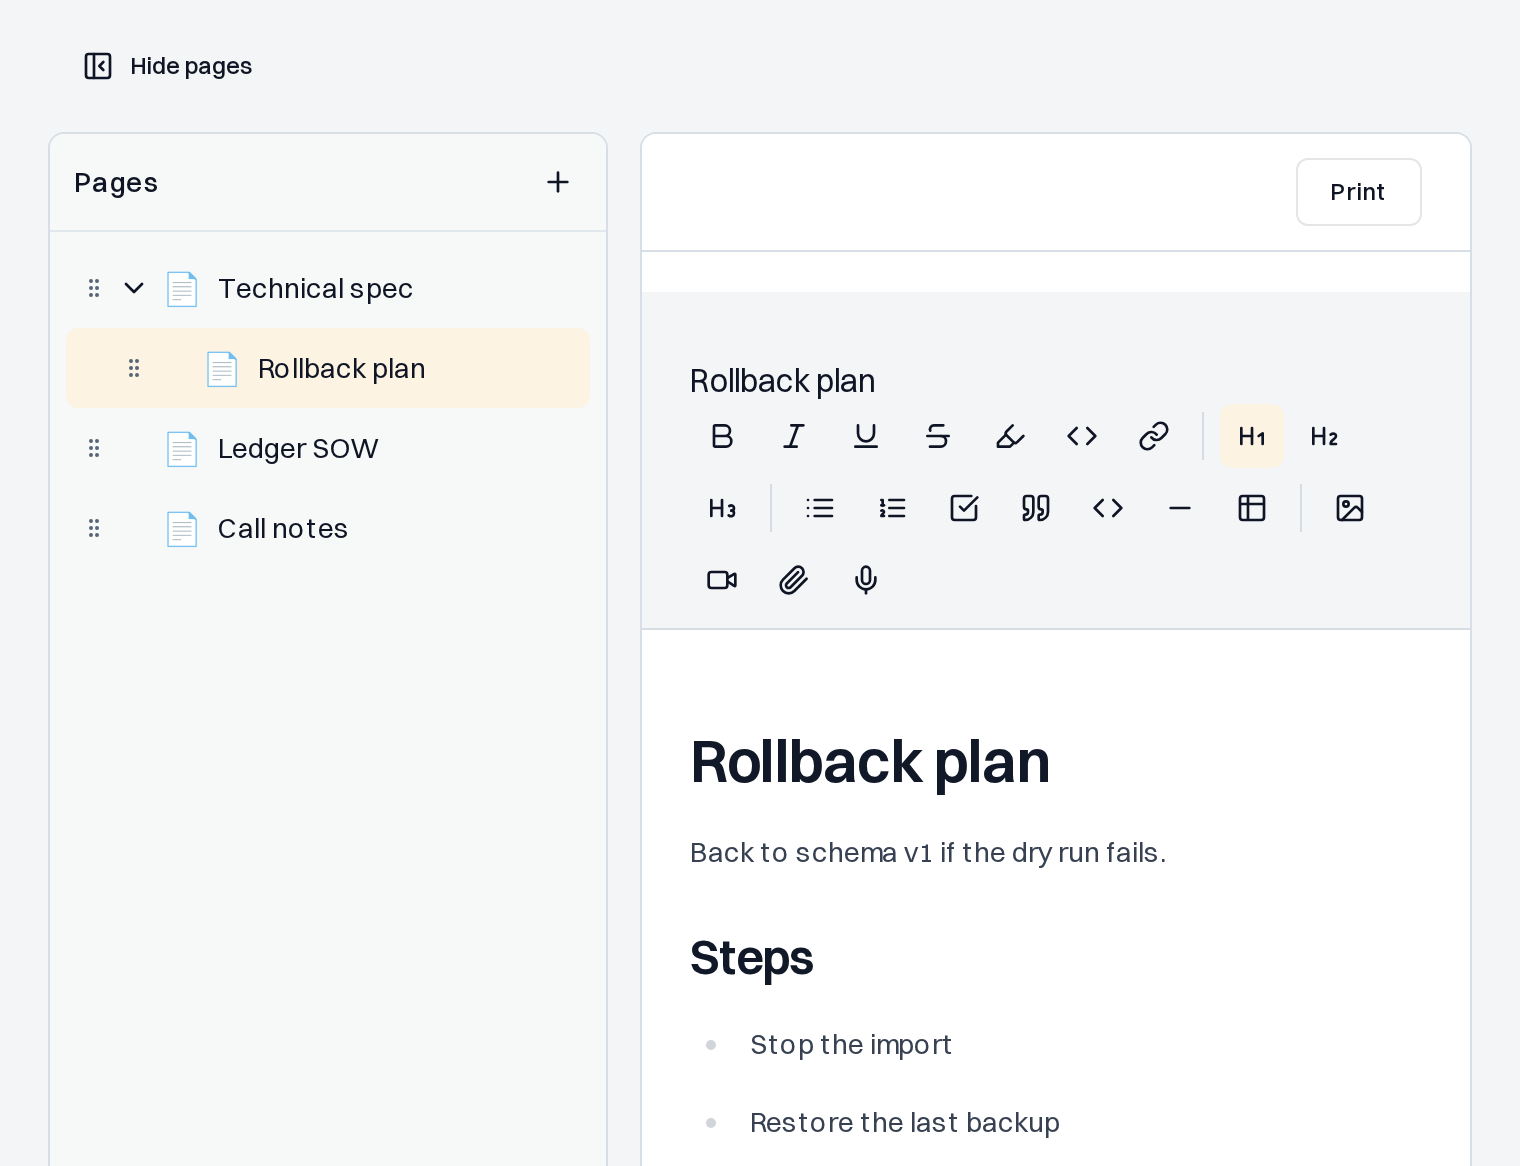 Hide pages
Pages
Print
Technical spec
Rollback plan
Ledger SOW
Call notes
Rollback plan
H1 H2
H3
Rollback plan
Back to schema v1 if the dry run fails.
Steps
Stop the import
Restore the last backup